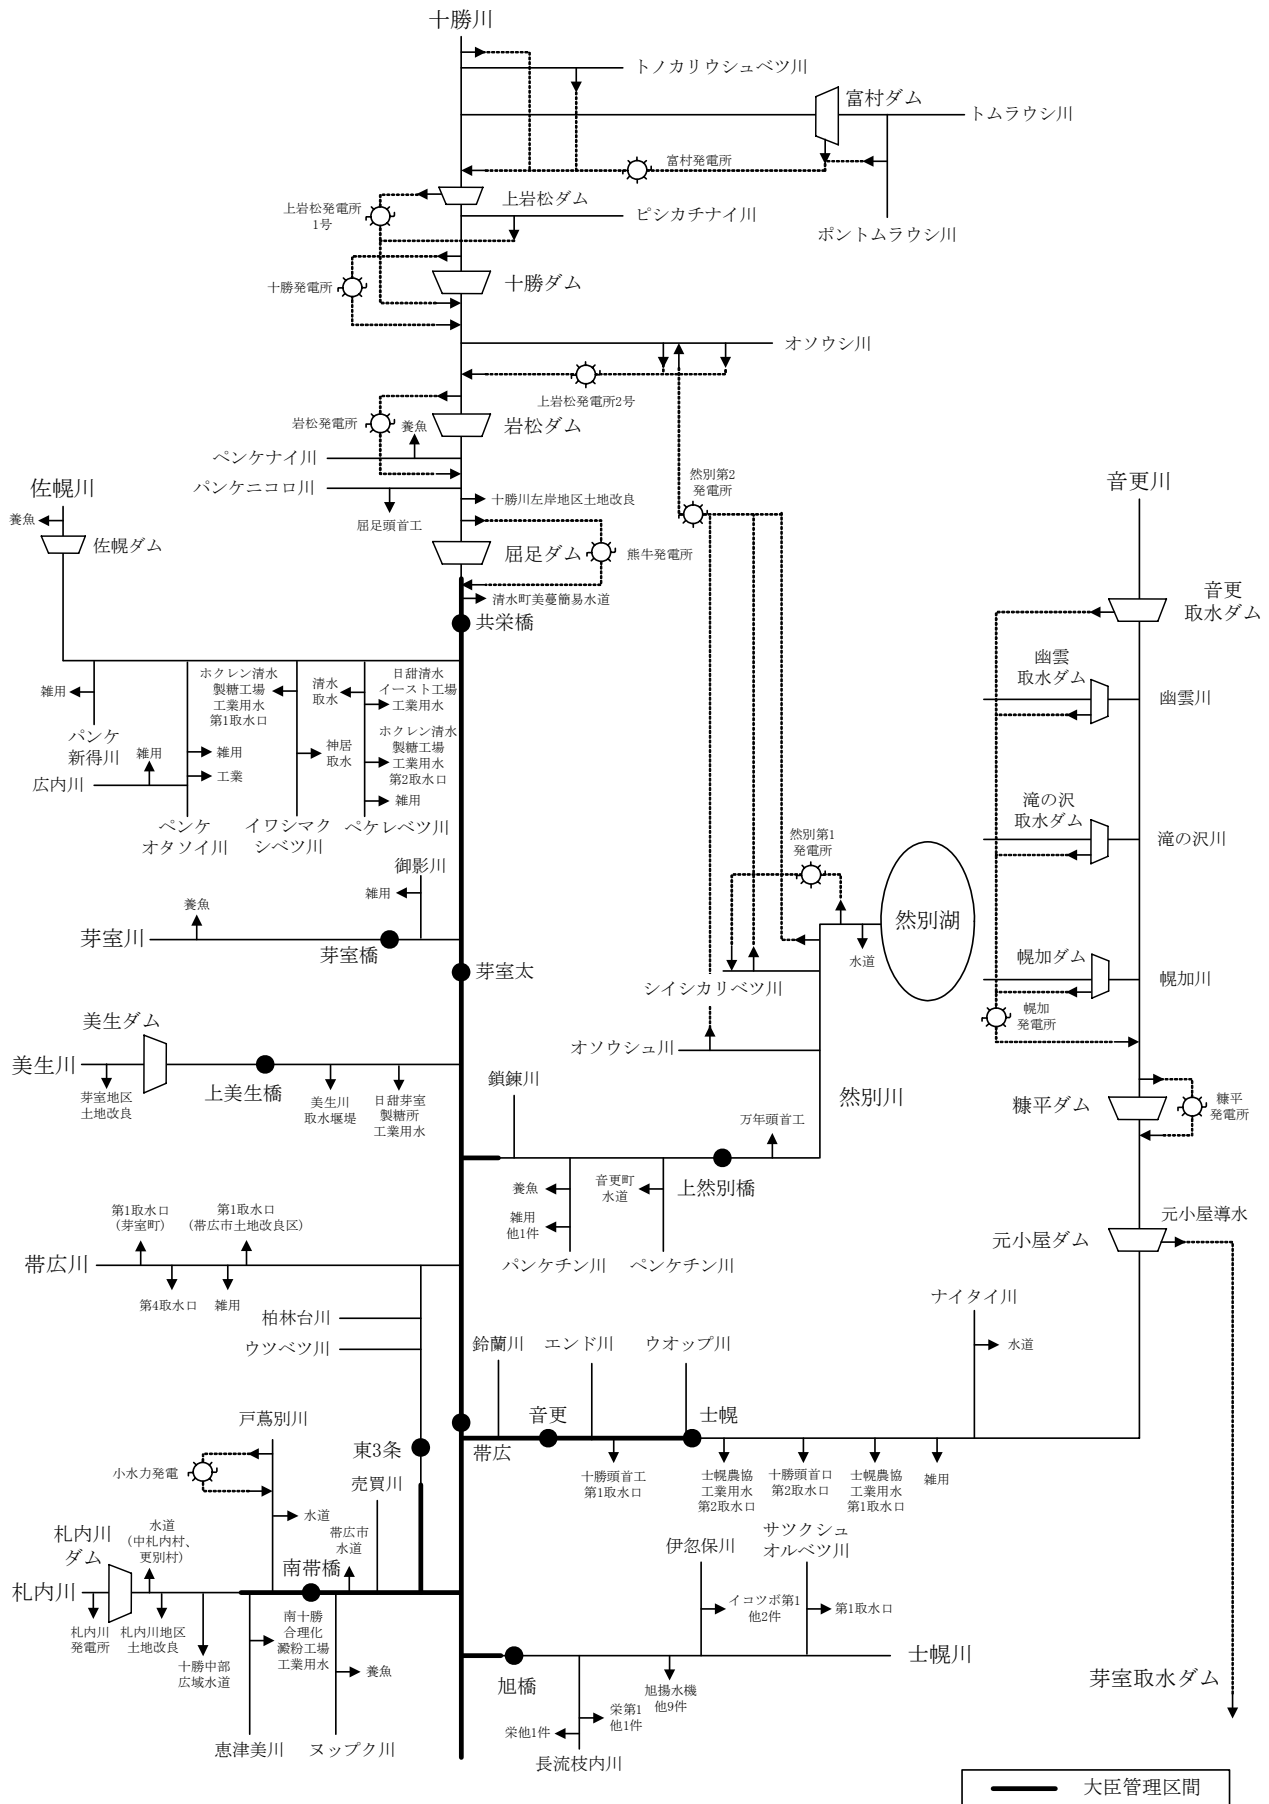 十勝川
トノカリウシュベツ川
富村ダム
トムラウシ川
富村発電所
上岩松ダム
上岩松発電所
1号
ピシカチナイ川
ポントムラウシ川
十勝発電所
十勝ダム
オソウシ川
上岩松発電所2号
岩松発電所
養魚
岩松ダム
ペンケナイ川
然別第2
発電所
音更川
佐幌川
パンケニコロ川
十勝川左岸地区土地改良
養魚
屈足頭首工
佐幌ダム
屈足ダム
熊牛発電所
清水町美蔓簡易水道
音更
取水ダム
共栄橋
幽雲
取水ダム
幽雲川
雑用
ホクレン清水
製糖工場
工業用水
第1取水口
清水
取水
日甜清水
イースト工場
工業用水
パンケ
新得川
雑用
雑用
工業
神居
取水
ホクレン清水
製糖工場
工業用水
第2取水口
広内川
雑用
ペンケ
オタソイ川
イワシマク
シベツ川
ペケレベツ川
滝の沢
取水ダム
滝の沢川
然別第1
発電所
御影川
雑用
養魚
然別湖
芽室川
芽室橋
水道
幌加ダム
芽室太
幌加川
シイシカリベツ川
美生ダム
幌加
発電所
オソウシュ川
美生川
上美生橋
鎖錬川
然別川
芽室地区
土地改良
美生川
取水堰堤
日甜芽室
製糖所
工業用水
糠平ダム
糠平
発電所
万年頭首工
養魚
音更町
水道
上然別橋
雑用
他1件
第1取水口
(芽室町)
第1取水口
(帯広市土地改良区)
元小屋導水
元小屋ダム
帯広川
パンケチン川
ペンケチン川
第4取水口
雑用
ナイタイ川
柏林台川
ウツベツ川
鈴蘭川
エンド川
ウオップ川
水道
戸蔦別川
音更
士幌
東3条
帯広
小水力発電
十勝頭首工
第1取水口
士幌農協
工業用水
第2取水口
十勝頭首口
第2取水口
士幌農協
工業用水
第1取水口
雑用
売買川
水道
帯広市
水道
札内川
ダム
水道
(中札内村、
更別村)
サツクシュ
オルベツ川
伊忽保川
南帯橋
札内川
イコツボ第1
他2件
第1取水口
札内川
発電所
札内川地区
土地改良
南十勝
合理化
澱粉工場
工業用水
十勝中部
広域水道
養魚
士幌川
旭橋
旭揚水機
他9件
芽室取水ダム
栄第1
他1件
栄他1件
恵津美川
ヌップク川
長流枝内川
大臣管理区間